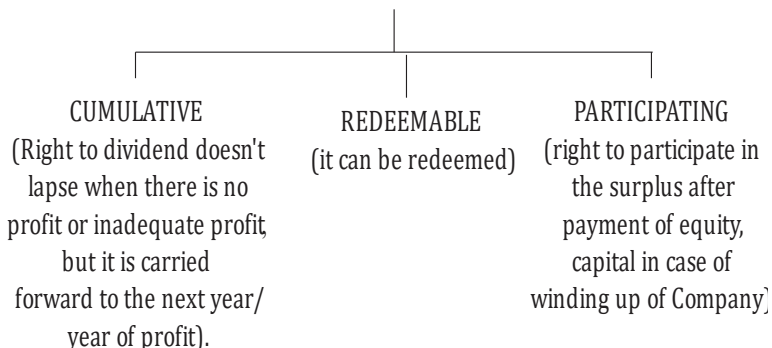 CUMULATIVE
(Right to dividend doesn't
lapse when there is no
profit or inadequate profit,
but it is carried
forward to the next year/
year of profit).
REDEEMABLE
(it can be redeemed)
PARTICIPATING
(right to participate in
the surplus after
payment of equity,
capital in case of
winding up of Company)